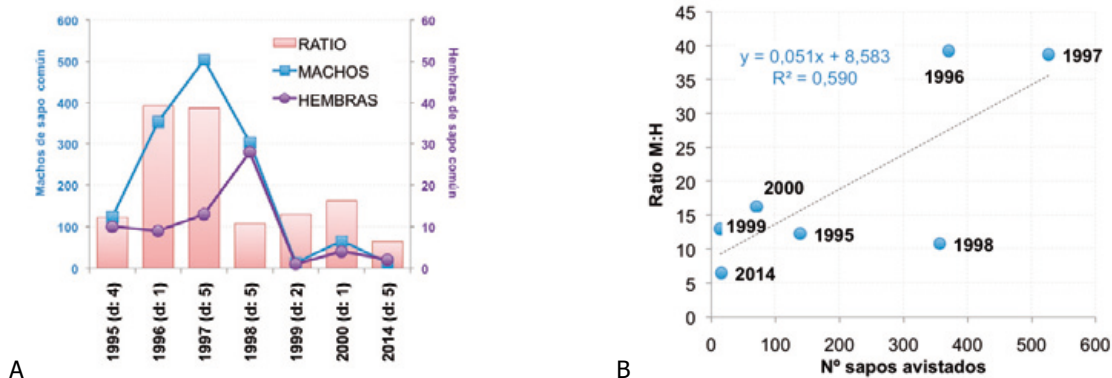 600
500
400
300
200
100
0
Machos de sapo común
RATIO
MACHOS
HEMBRAS
60
50
40
30
20
10
0
Hembras de sapo común
1995 (d: 4)
1996 (d: 1)
1997 (d: 5)
1998 (d: 5)
1999 (d: 2)
2000 (d: 1)
2014 (d: 5)
A
45
40
35
30
25
20
15
10
5
0
Ratio M:H
y = 0,051x + 8,583
R² = 0,590
1996
1997
2000
1999
1995
1998
2014
0 100 200 300 400 500 600
Nº sapos avistados
B